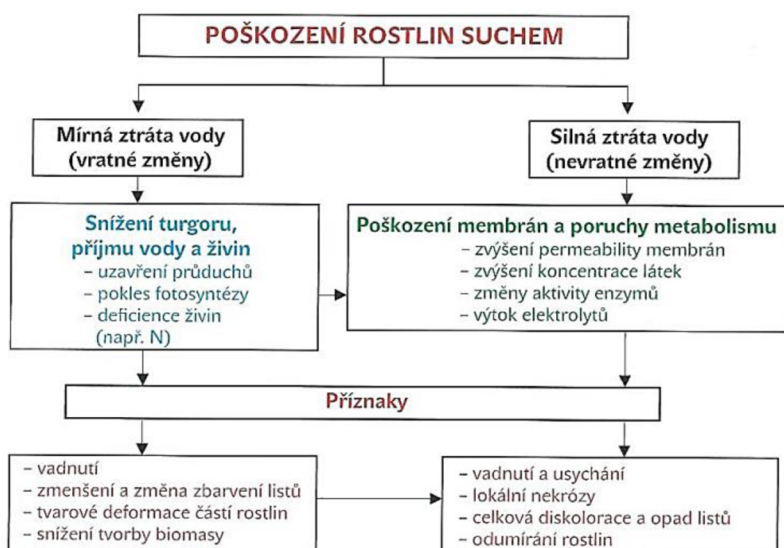 POŠKOZENÍ ROSTLIN SUCHEM
Mírná ztráta vody
(vratné změny)
Silná ztráta vody
(nevratné změny)
Snížení turgoru,
příjmu vody a živin
– uzavření průduchů
– pokles fotosyntézy
– deficience živin
(např. N)
Poškození membrán a poruchy metabolismu
– zvýšení permeability membrán
– zvýšení koncentrace látek
– změny aktivity enzymů
– výtok elektrolytů
Příznaky
– vadnutí
– zmenšení a změna zbarvení listů
– tvarové deformace částí rostlin
– snížení tvorby biomasy
– vadnutí a usychání
– lokální nekrózy
– celková diskolorace a opad listů
– odumírání rostlin